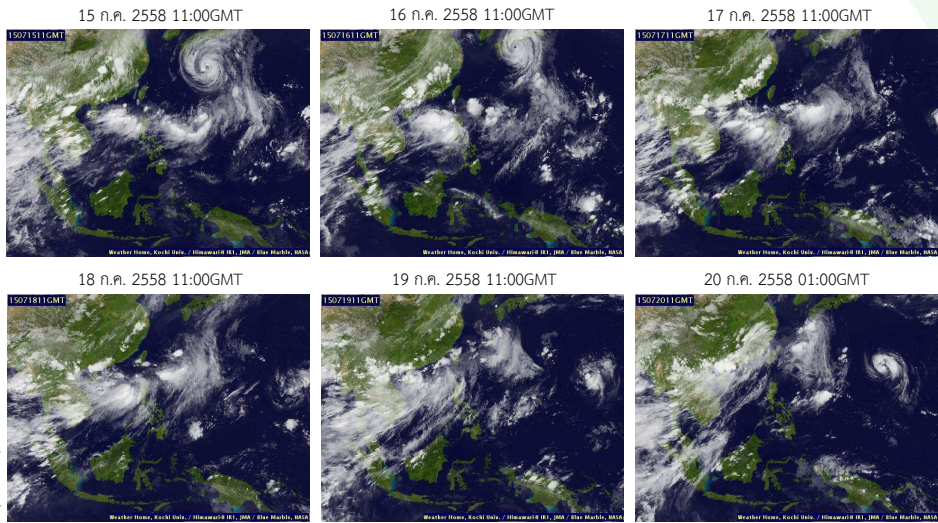 15 ก.ค. 2558 11:00GMT
16 ก.ค. 2558 11:00GMT
17 ก.ค. 2558 11:00GMT
15071511GMT
15071611GMT
15071711GMT
Weather Home, Kochi Univ. / Himawari-8 IR1, JMA / Blue Marble, NASA
Weather Home, Kochi Univ. / Himawari-8 IR1, JMA / Blue Marble, NASA
Weather Home, Kochi Univ. / Himawari-8 IR1, JMA / Blue Marble, NASA
18 ก.ค. 2558 11:00GMT
19 ก.ค. 2558 11:00GMT
20 ก.ค. 2558 01:00GMT
15071811GMT
15071911GMT
15072011GMT
Weather Home, Kochi Univ. / Himawari-8 IR1, JMA / Blue Marble, NASA
Weather Home, Kochi Univ. / Himawari-8 IR1, JMA / Blue Marble, NASA
Weather Home, Kochi Univ. / Himawari-8 IR1, JMA / Blue Marble, NASA